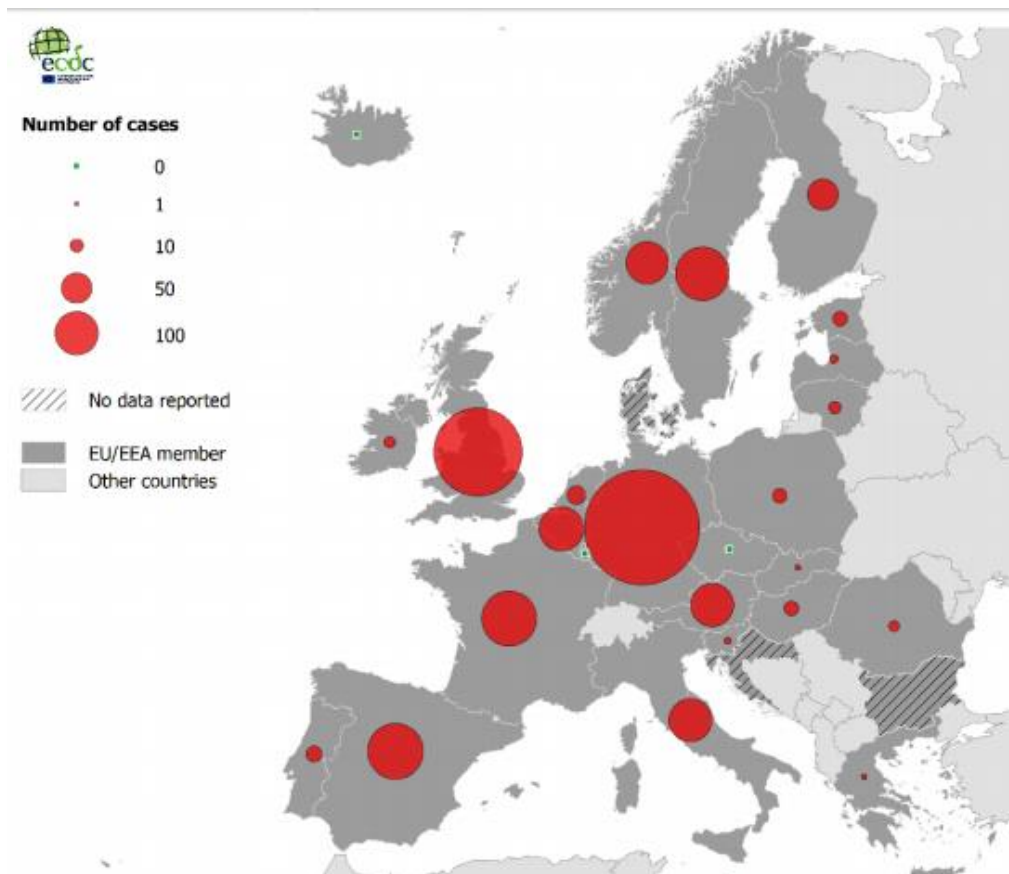 ecdc
Number of cases
0
1
10
50
100
No data reported
EU/EEA member
Other countries